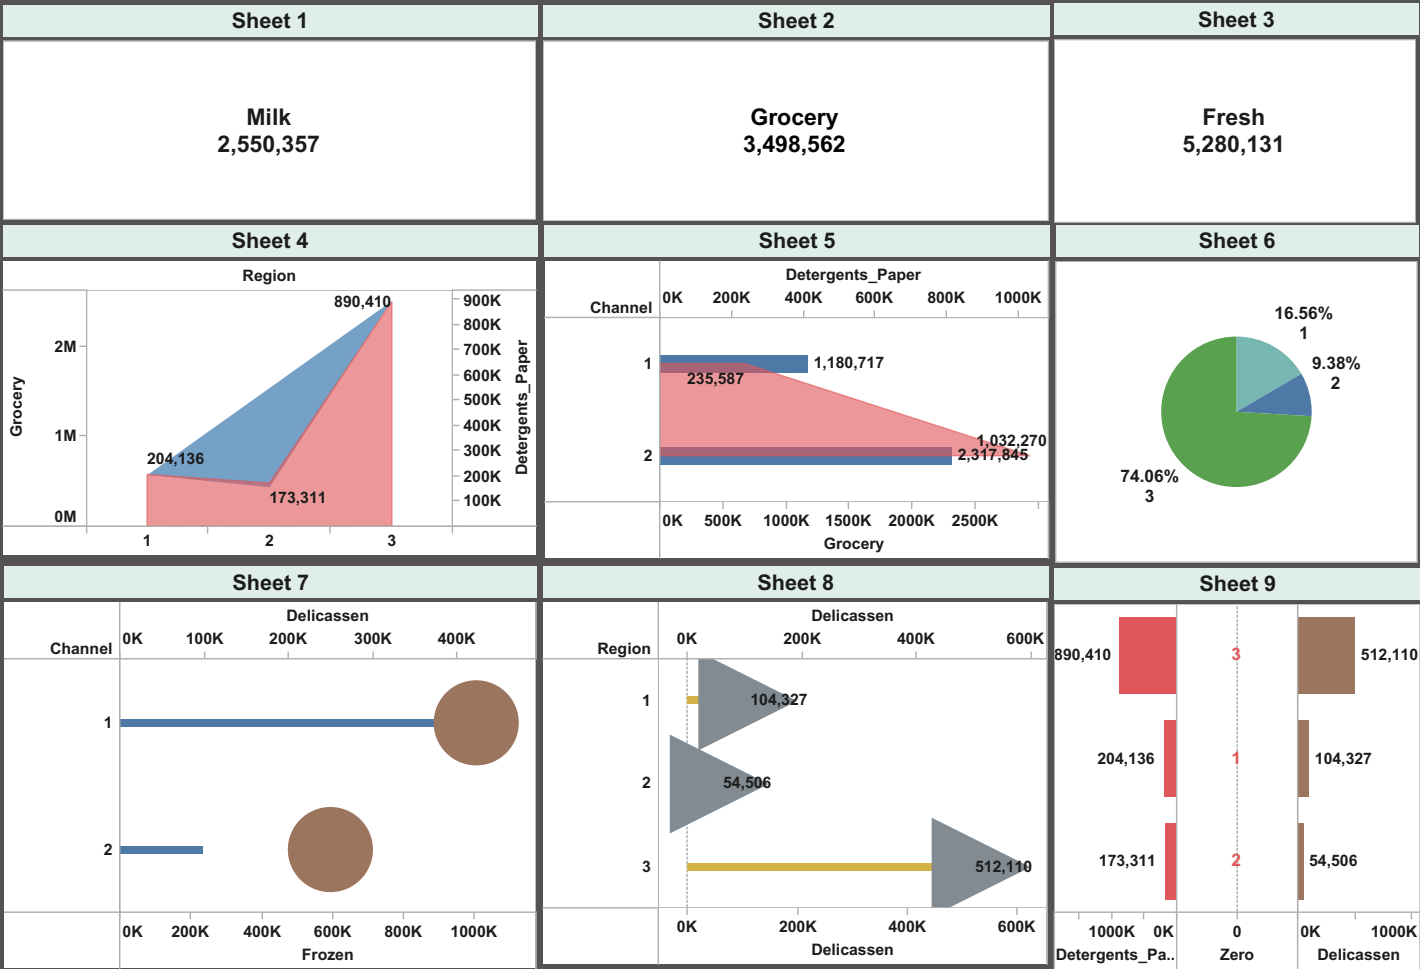 Sheet 1
Milk
2,550,357
Sheet 2
Grocery
3,498,562
Sheet 3
Fresh
5,280,131
Sheet 4
Region
Grocery
2M
1M
0M
890,410
204,136
173,311
900K
800K
700K
600K
500K
400K
300K
200K
100K
Detergents_Paper
1 2 3
Sheet 5
Detergents_Paper
Channel
0K 200K 400K 600K 800K 1000K
1
1,180,717
235,587
1,032,270
2
2,317,845
0K 500K 1000K 1500K 2000K 2500K
Grocery
Sheet 6
16.56%
1
9.38%
2
74.06%
3
Sheet 7
Delicassen
Channel
0K 100K 200K 300K 400K
1
2
0K 200K 400K 600K 800K 1000K
Frozen
Sheet 8
Delicassen
Region
0K 200K 400K 600K
1
104,327
2
54,506
3
512,110
0K 200K 400K 600K
Delicassen
Sheet 9
890,410 3 512,110
204,136 1 104,327
173,311 2 54,506
1000K 0K 0 0K 1000K
Detergents_Pa.. Zero Delicassen